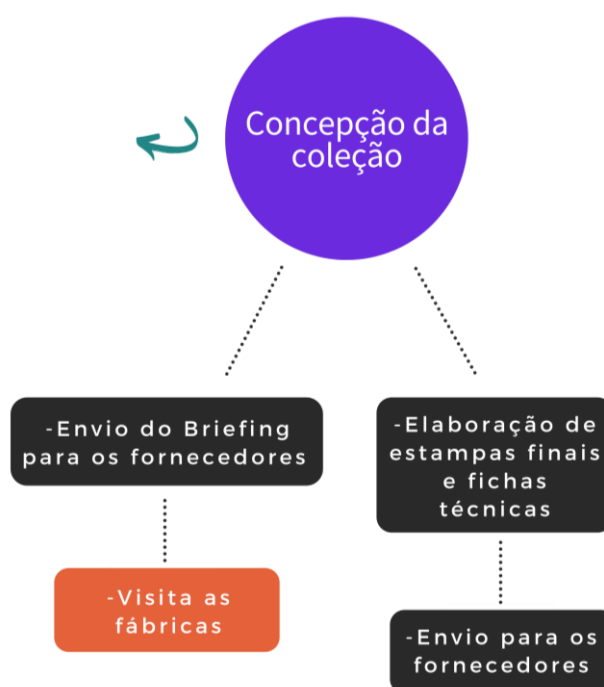 Concepção da
coleção
-Envio do Briefing
para os fornecedores
-Elaboração de
estampas finais
e fichas
técnicas
-Visita as
fábricas
-Envio para os
fornecedores